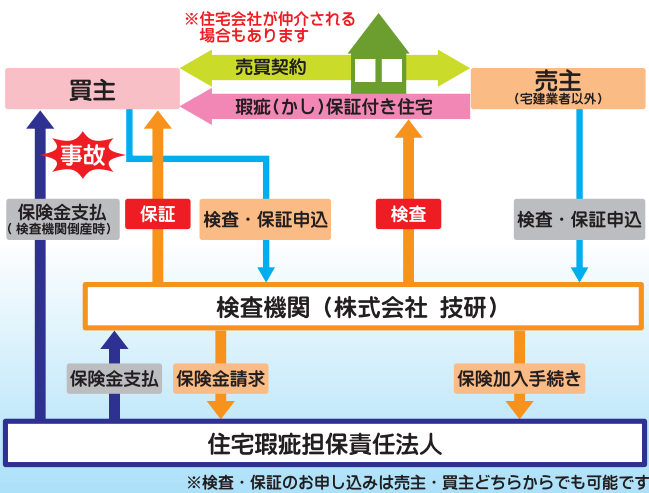 ※住宅会社が仲介される
場合もあります
売買契約
買主
売主
(宅建業者以外)
瑕疵(かし)保証付き住宅
事故
保険金支払
(検査機関倒産時)
保証
検査・保証申込
検査
検査・保証申込
検査機関(株式会社 技研)
保険金支払
保険金請求
保険加入手続き
住宅瑕疵担保責任法人
※検査・保証のお申し込みは売主・買主どちらからでも可能です